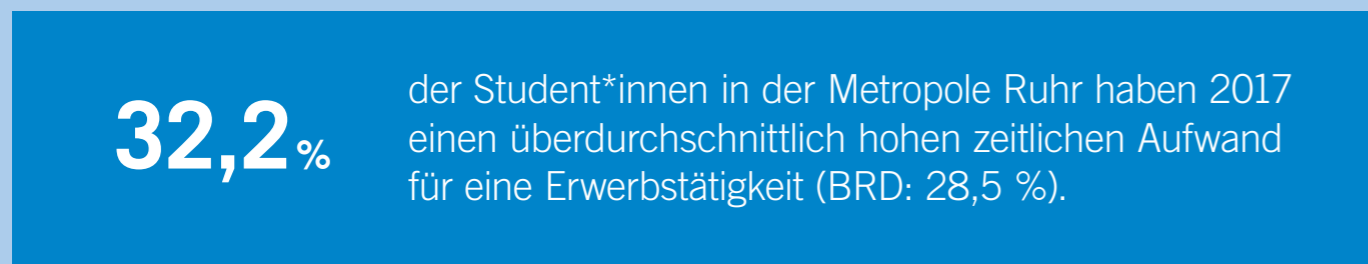 32,2 %
der Student*innen in der Metropole Ruhr haben 2017
einen überdurchschnittlich hohen zeitlichen Aufwand
für eine Erwerbstätigkeit (BRD: 28,5 %).